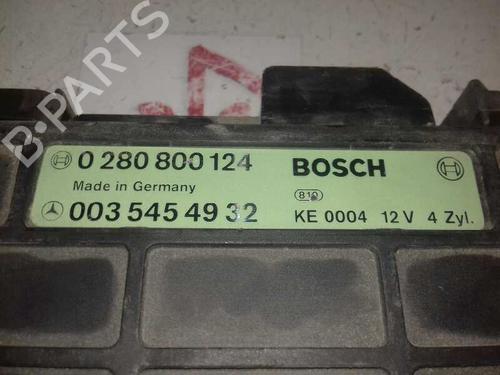 B-PARTS
0 280 800 124 BOSCH
Made in Germany 810
003 545 49 32 KE 0004 12 V 4 Zyl.